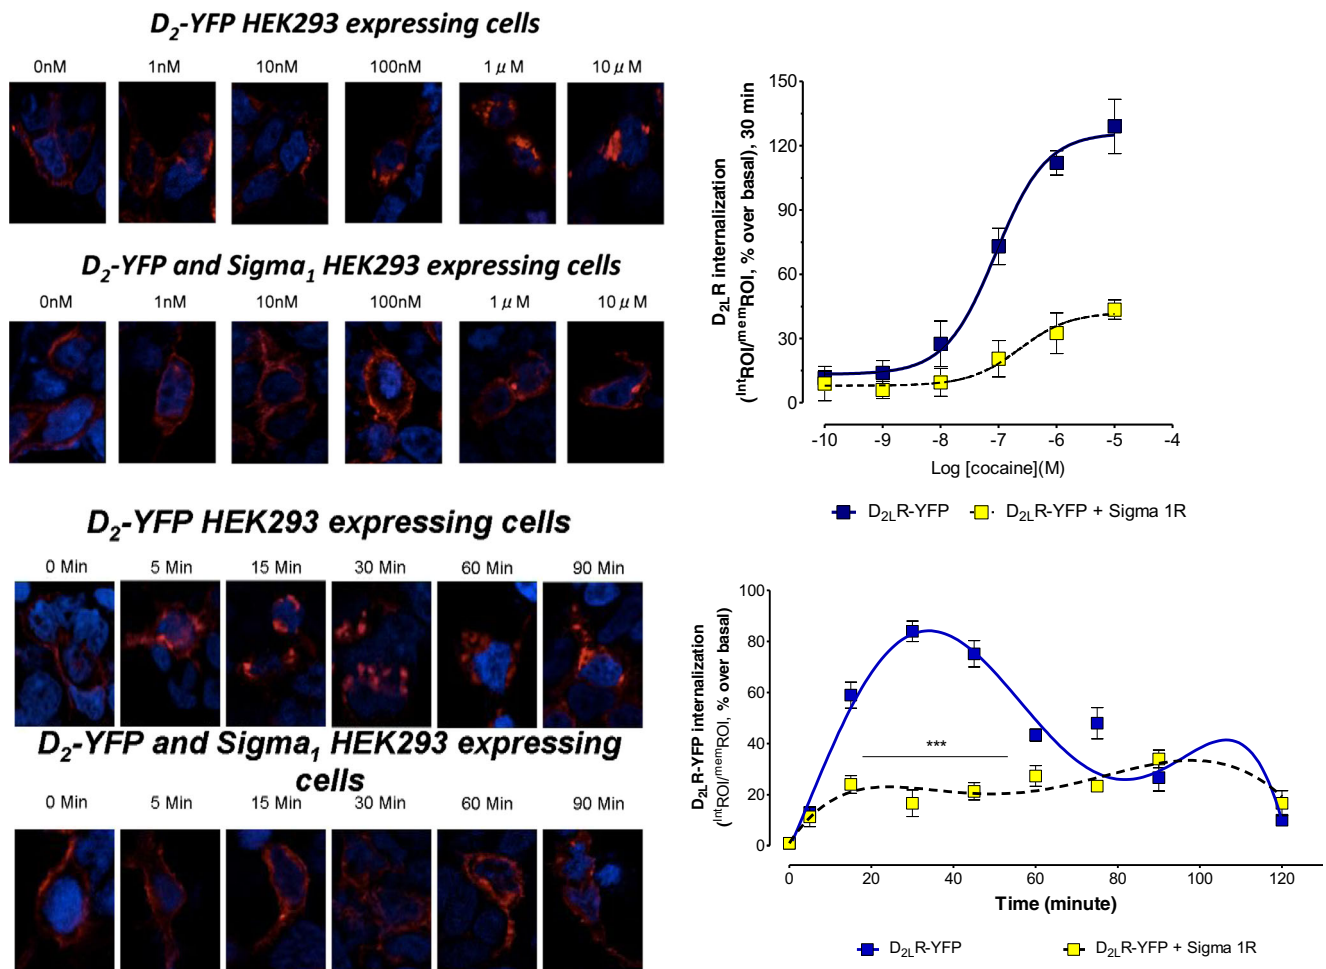 D₂-YFP HEK293 expressing cells
0nM 1nM 10nM 100nM 1 μ M 10 μ M
D₂-YFP and Sigma₁ HEK293 expressing cells
0nM 1nM 10nM 100nM 1 μ M 10 μ M
D₂-YFP HEK293 expressing cells
0 Min 5 Min 15 Min 30 Min 60 Min 90 Min
D₂-YFP and Sigma₁ HEK293 expressing
cells
0 Min 5 Min 15 Min 30 Min 60 Min 90 Min
D₂LR internalization
(ᴵⁿᵗROI/ᵐᵉᵐROI, % over basal), 30 min
150
120
90
60
30
0
-10 -9 -8 -7 -6 -5 -4
Log [cocaine](M)
D₂LR-YFP D₂LR-YFP + Sigma 1R
D₂LR-YFP internalization
(ᴵⁿᵗROI/ᵐᵉᵐROI, % over basal)
100
80
60
40
20
0
***
0 20 40 60 80 100 120
Time (minute)
D₂LR-YFP D₂LR-YFP + Sigma 1R